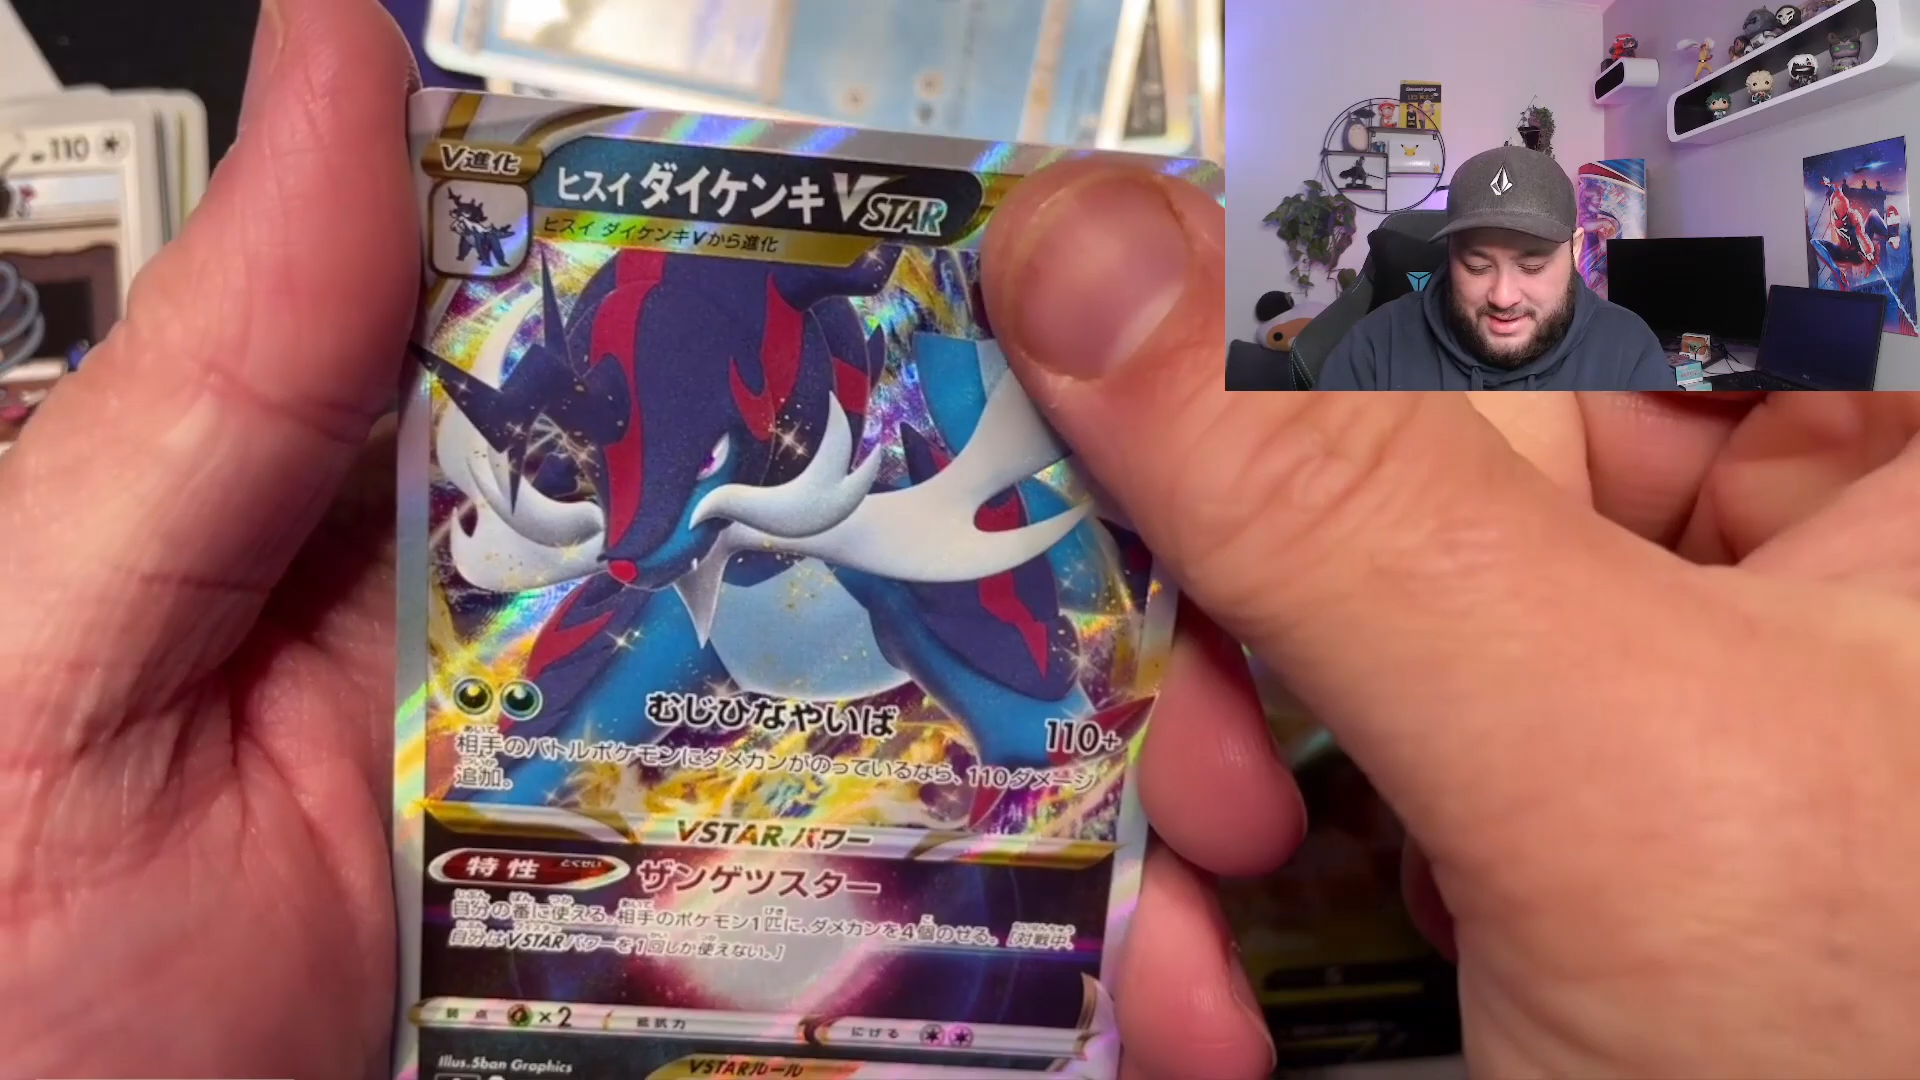 110
V進化
ヒスイ ダイケンキ VSTAR
ヒスイ ダイケンキVから進化
むじひなやいば 110+
相手のバトルポケモンにダメカンがのっているなら、110ダメージ
追加。
VSTARパワー
特性 とくせい ザンゲツスター
自分の番に使える。相手のポケモン1匹に、ダメカンを4個のせる。[対戦中、
自分はVSTARパワーを1回しか使えない。]
弱点 ×2 抵抗力 にげる
Illus.5ban Graphics
VSTARルール